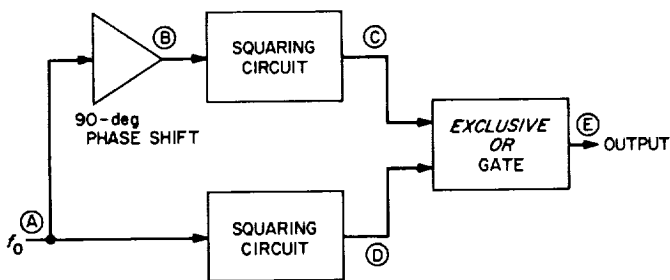 B
SQUARING
CIRCUIT
C
90-deg
PHASE SHIFT
EXCLUSIVE
OR
GATE
E
OUTPUT
A
f0
SQUARING
CIRCUIT
D